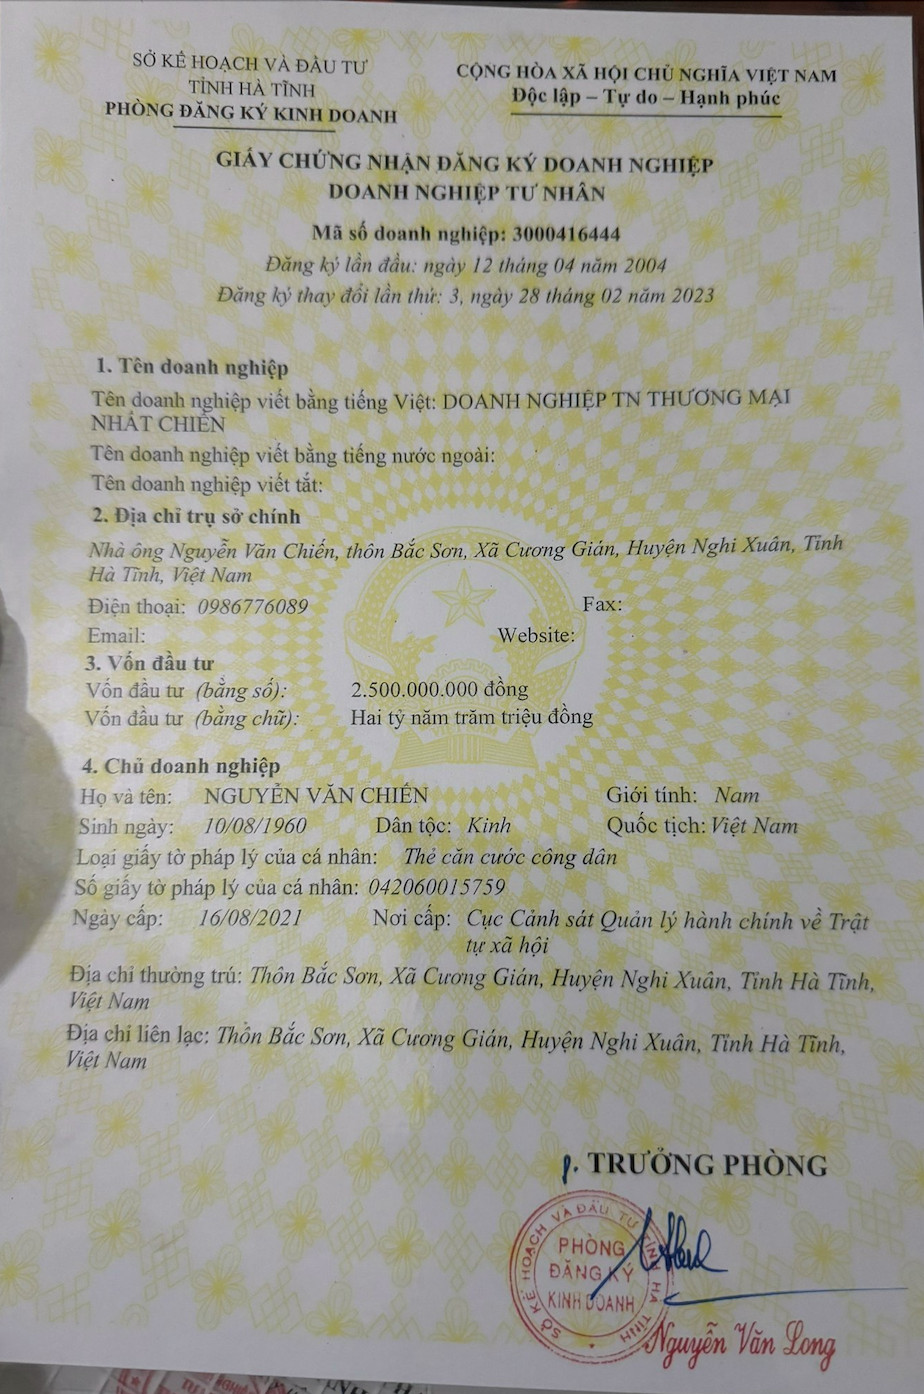 SỞ KẾ HOẠCH VÀ ĐẦU TƯ
TỈNH HÀ TĨNH
PHÒNG ĐĂNG KÝ KINH DOANH
CỘNG HÒA XÃ HỘI CHỦ NGHĨA VIỆT NAM
Độc lập – Tự do – Hạnh phúc
GIẤY CHỨNG NHẬN ĐĂNG KÝ DOANH NGHIỆP
DOANH NGHIỆP TƯ NHÂN
Mã số doanh nghiệp: 3000416444
Đăng ký lần đầu: ngày 12 tháng 04 năm 2004
Đăng ký thay đổi lần thứ: 3, ngày 28 tháng 02 năm 2023
1. Tên doanh nghiệp
Tên doanh nghiệp viết bằng tiếng Việt: DOANH NGHIỆP TN THƯƠNG MẠI
NHẤT CHIẾN
Tên doanh nghiệp viết bằng tiếng nước ngoài:
Tên doanh nghiệp viết tắt:
2. Địa chỉ trụ sở chính
Nhà ông Nguyễn Văn Chiến, thôn Bắc Sơn, Xã Cương Gián, Huyện Nghi Xuân, Tỉnh
Hà Tĩnh, Việt Nam
Điện thoại: 0986776089 Fax:
Email: Website:
3. Vốn đầu tư
Vốn đầu tư (bằng số): 2.500.000.000 đồng
Vốn đầu tư (bằng chữ): Hai tỷ năm trăm triệu đồng
4. Chủ doanh nghiệp
Họ và tên: NGUYỄN VĂN CHIẾN Giới tính: Nam
Sinh ngày: 10/08/1960 Dân tộc: Kinh Quốc tịch: Việt Nam
Loại giấy tờ pháp lý của cá nhân: Thẻ căn cước công dân
Số giấy tờ pháp lý của cá nhân: 042060015759
Ngày cấp: 16/08/2021 Nơi cấp: Cục Cảnh sát Quản lý hành chính về Trật
tự xã hội
Địa chỉ thường trú: Thôn Bắc Sơn, Xã Cương Gián, Huyện Nghi Xuân, Tỉnh Hà Tĩnh,
Việt Nam
Địa chỉ liên lạc: Thôn Bắc Sơn, Xã Cương Gián, Huyện Nghi Xuân, Tỉnh Hà Tĩnh,
Việt Nam
p. TRƯỞNG PHÒNG
SỞ KẾ HOẠCH VÀ ĐẦU TƯ TỈNH HÀ TĨNH
PHÒNG
ĐĂNG KÝ
KINH DOANH
Nguyễn Văn Long